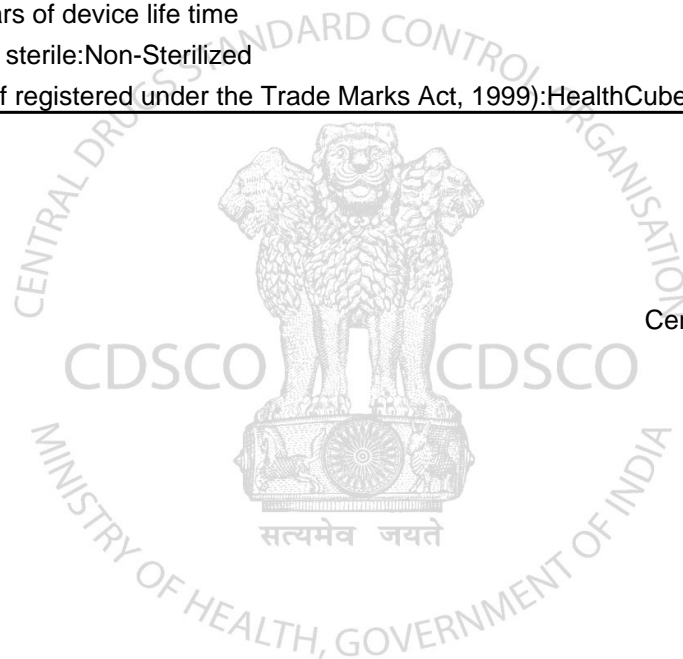 ars of device life time
sterile:Non-Sterilized
f registered under the Trade Marks Act, 1999):HealthCube
CENTRAL DRUGS STANDARD CONTROL ORGANISATION
Cer
CDSCO CDSCO
सत्यमेव जयते
MINISTRY OF HEALTH, GOVERNMENT OF INDIA